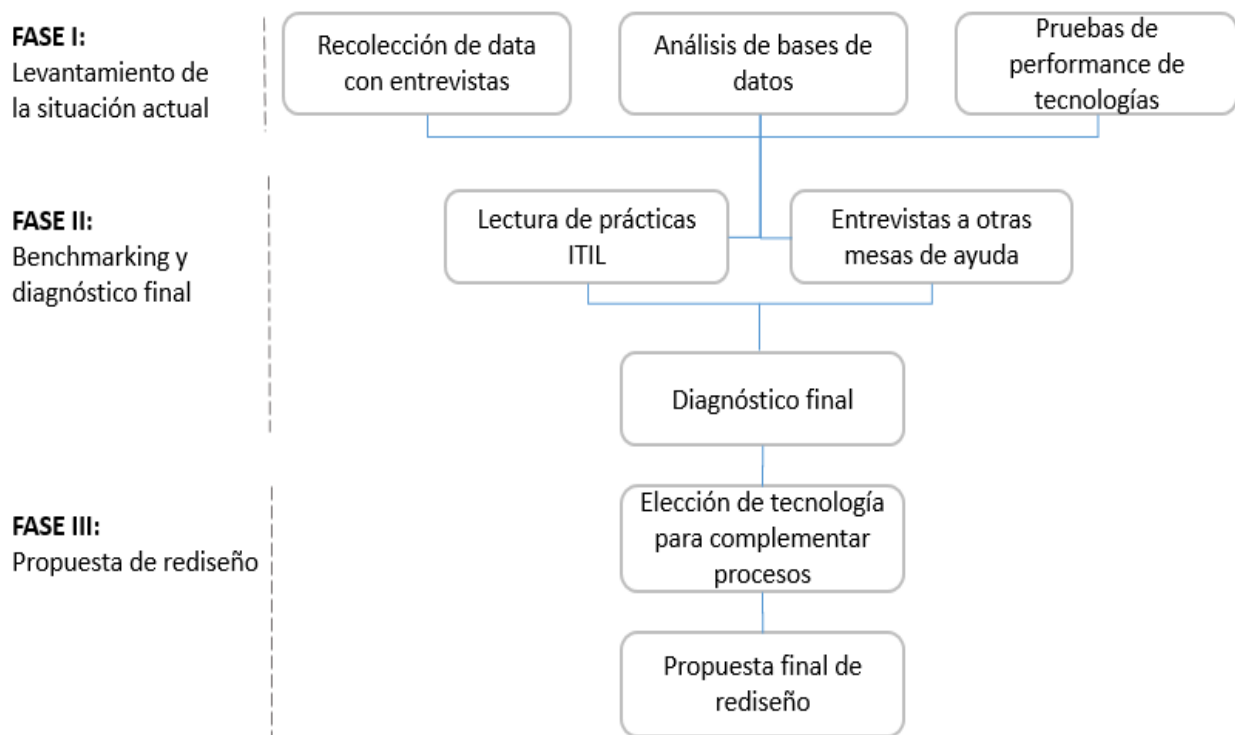 FASE I:
Levantamiento de
la situación actual
Recolección de data
con entrevistas
Análisis de bases de
datos
Pruebas de
performance de
tecnologías
FASE II:
Benchmarking y
diagnóstico final
Lectura de prácticas
ITIL
Entrevistas a otras
mesas de ayuda
Diagnóstico final
FASE III:
Propuesta de rediseño
Elección de tecnología
para complementar
procesos
Propuesta final de
rediseño